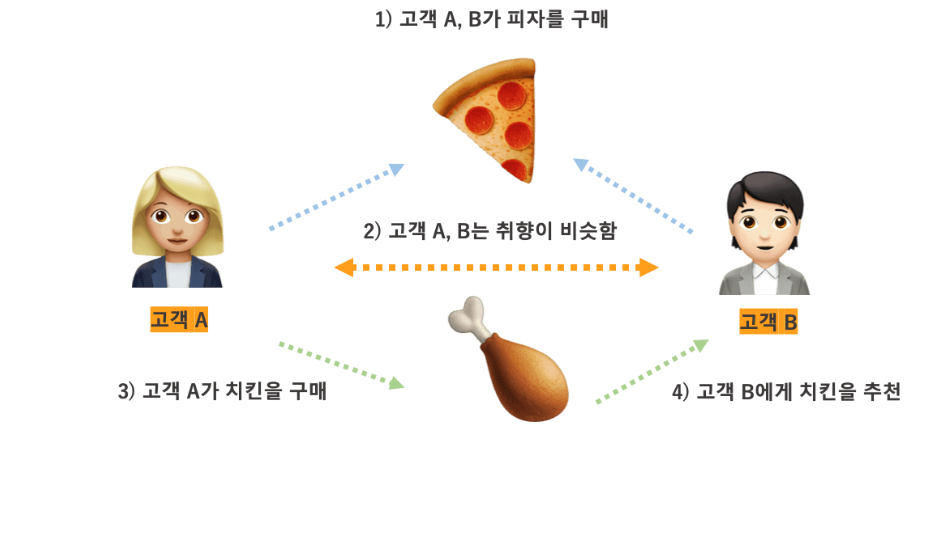 1) 고객 A, B가 피자를 구매
2) 고객 A, B는 취향이 비슷함
고객 A
고객 B
3) 고객 A가 치킨을 구매
4) 고객 B에게 치킨을 추천